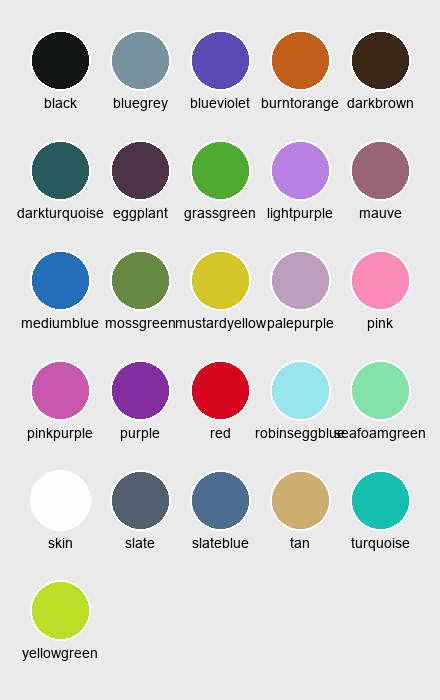 black bluegrey blueviolet burntorange darkbrown
darkturquoise eggplant grassgreen lightpurple mauve
mediumblue mossgreen mustardyellow palepurple pink
pinkpurple purple red robinseggblue seafoamgreen
skin slate slateblue tan turquoise
yellowgreen